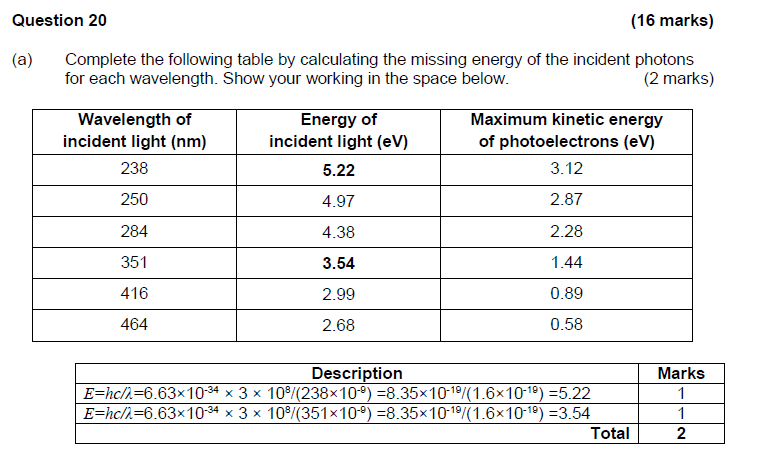 Question 20 (16 marks)
(a) Complete the following table by calculating the missing energy of the incident photons
for each wavelength. Show your working in the space below. (2 marks)
Wavelength of incident light (nm) Energy of incident light (eV) Maximum kinetic energy of photoelectrons (eV)
238 5.22 3.12
250 4.97 2.87
284 4.38 2.28
351 3.54 1.44
416 2.99 0.89
464 2.68 0.58
Description Marks
E=hc/λ=6.63×10⁻³⁴ × 3 × 10⁸/(238×10⁻⁹) =8.35×10⁻¹⁹/(1.6×10⁻¹⁹) =5.22 1
E=hc/λ=6.63×10⁻³⁴ × 3 × 10⁸/(351×10⁻⁹) =8.35×10⁻¹⁹/(1.6×10⁻¹⁹) =3.54 1
Total 2